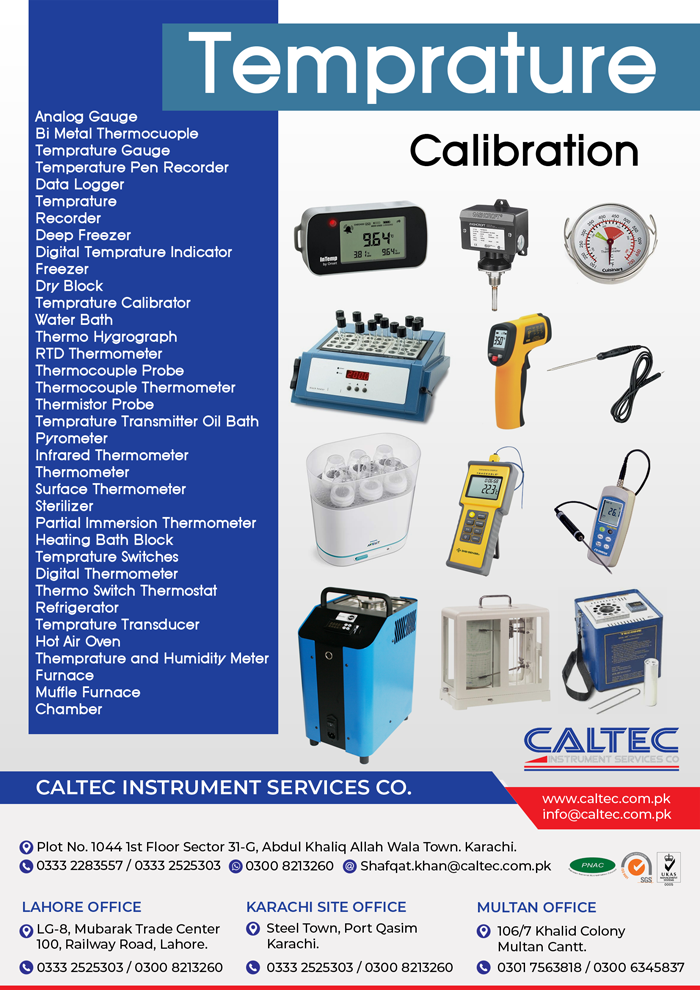 Temprature
Calibration
Analog Gauge
Bi Metal Thermocuople
Temprature Gauge
Temperature Pen Recorder
Data Logger
Temprature
Recorder
Deep Freezer
Digital Temprature Indicator
Freezer
Dry Block
Temprature Calibrator
Water Bath
Thermo Hygrograph
RTD Thermometer
Thermocouple Probe
Thermocouple Thermometer
Thermistor Probe
Temprature Transmitter Oil Bath
Pyrometer
Infrared Thermometer
Thermometer
Surface Thermometer
Sterilizer
Partial Immersion Thermometer
Heating Bath Block
Temprature Switches
Digital Thermometer
Thermo Switch Thermostat
Refrigerator
Temprature Transducer
Hot Air Oven
Themprature and Humidity Meter
Furnace
Muffle Furnace
Chamber
InTemp
9.64
Cuisinart
CALTEC
INSTRUMENT SERVICES CO
CALTEC INSTRUMENT SERVICES CO.
www.caltec.com.pk
info@caltec.com.pk
Plot No. 1044 1st Floor Sector 31-G, Abdul Khaliq Allah Wala Town. Karachi.
0333 2283557 / 0333 2525303 0300 8213260 Shafqat.khan@caltec.com.pk
PNAC
SGS
UKAS
LAHORE OFFICE
LG-8, Mubarak Trade Center
100, Railway Road, Lahore.
0333 2525303 / 0300 8213260
KARACHI SITE OFFICE
Steel Town, Port Qasim
Karachi.
0333 2525303 / 0300 8213260
MULTAN OFFICE
106/7 Khalid Colony
Multan Cantt.
0301 7563818 / 0300 6345837